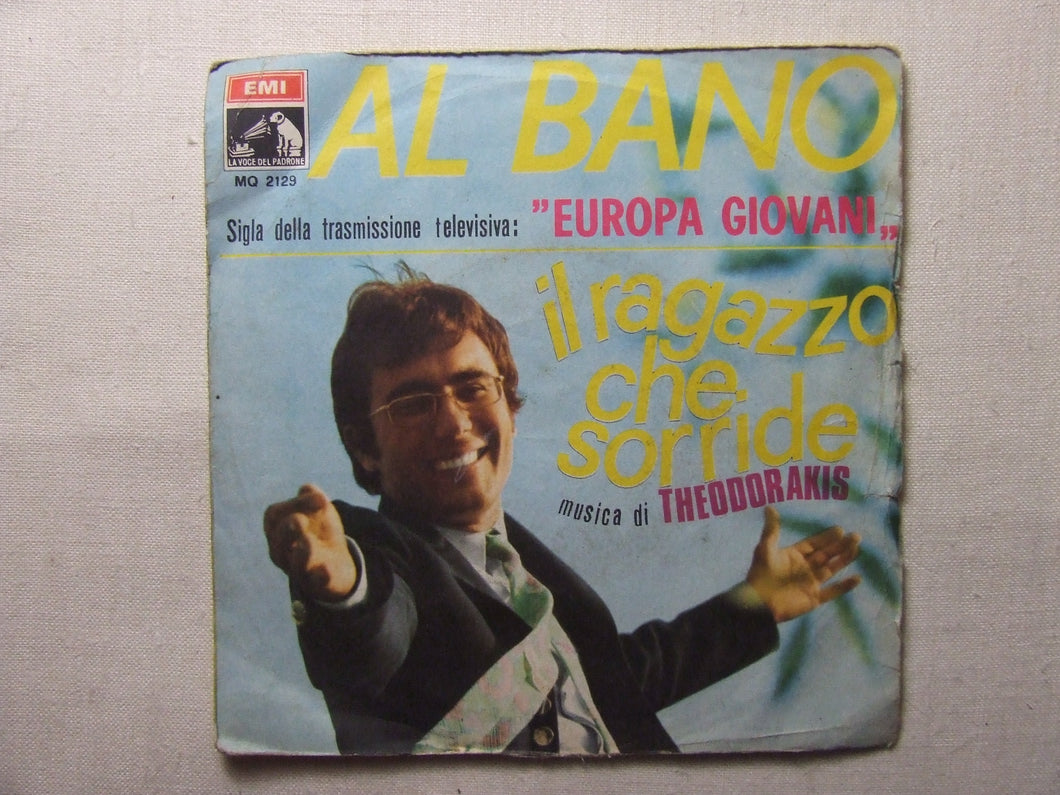 EMI
LA VOCE DEL PADRONE
MQ 2129
AL BANO
Sigla della trasmissione televisiva: "EUROPA GIOVANI„
il ragazzo
che
sorride
musica di THEODORAKIS